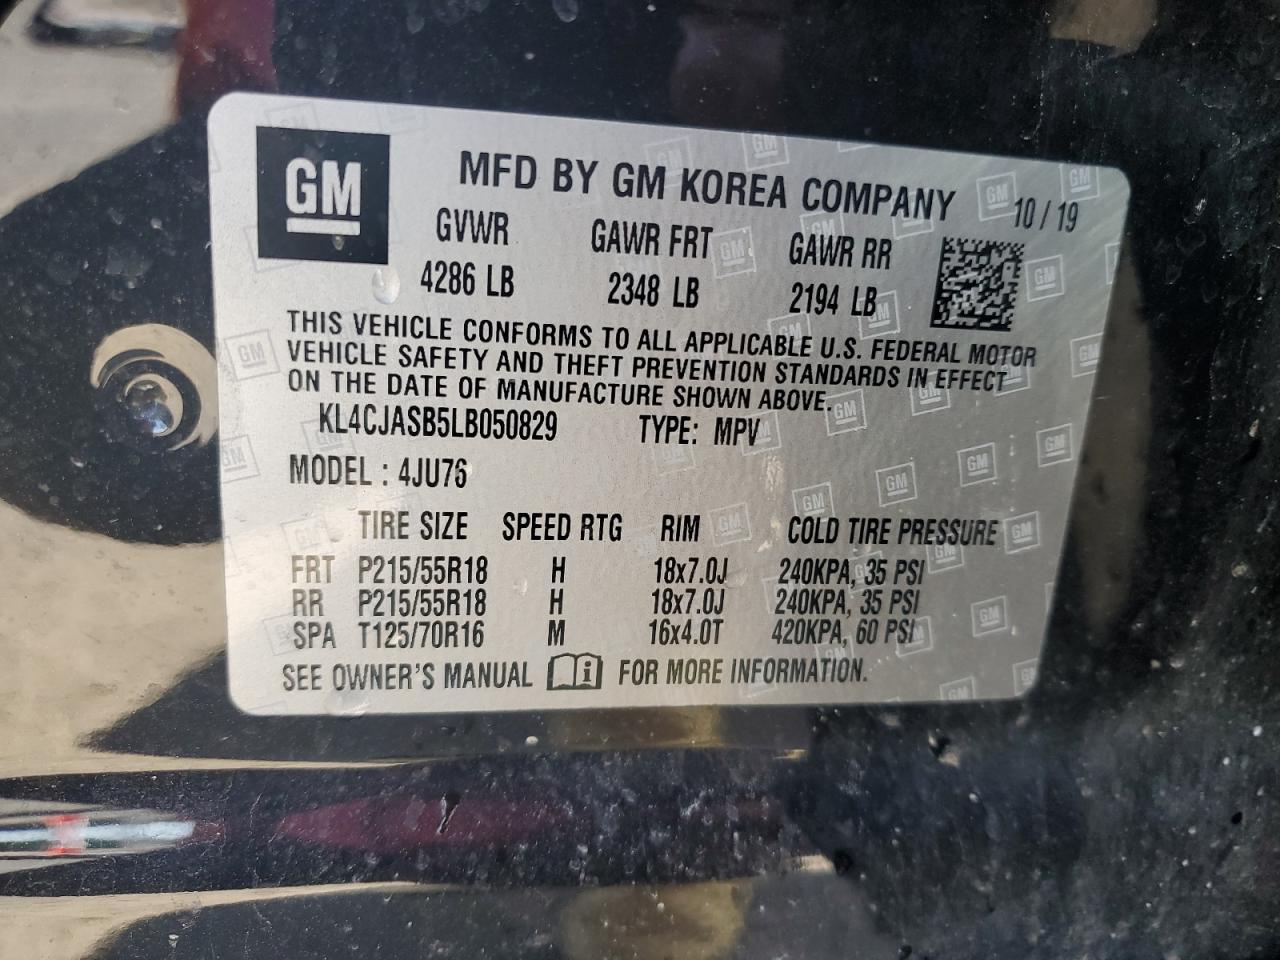 GM
MFD BY GM KOREA COMPANY 10 / 19
GVWR GAWR FRT GAWR RR
4286 LB 2348 LB 2194 LB
THIS VEHICLE CONFORMS TO ALL APPLICABLE U.S. FEDERAL MOTOR
VEHICLE SAFETY AND THEFT PREVENTION STANDARDS IN EFFECT
ON THE DATE OF MANUFACTURE SHOWN ABOVE.
KL4CJASB5LB050829 TYPE: MPV
MODEL : 4JU76
TIRE SIZE SPEED RTG RIM COLD TIRE PRESSURE
FRT P215/55R18 H 18x7.0J 240KPA, 35 PSI
RR P215/55R18 H 18x7.0J 240KPA, 35 PSI
SPA T125/70R16 M 16x4.0T 420KPA, 60 PSI
SEE OWNER'S MANUAL i FOR MORE INFORMATION.